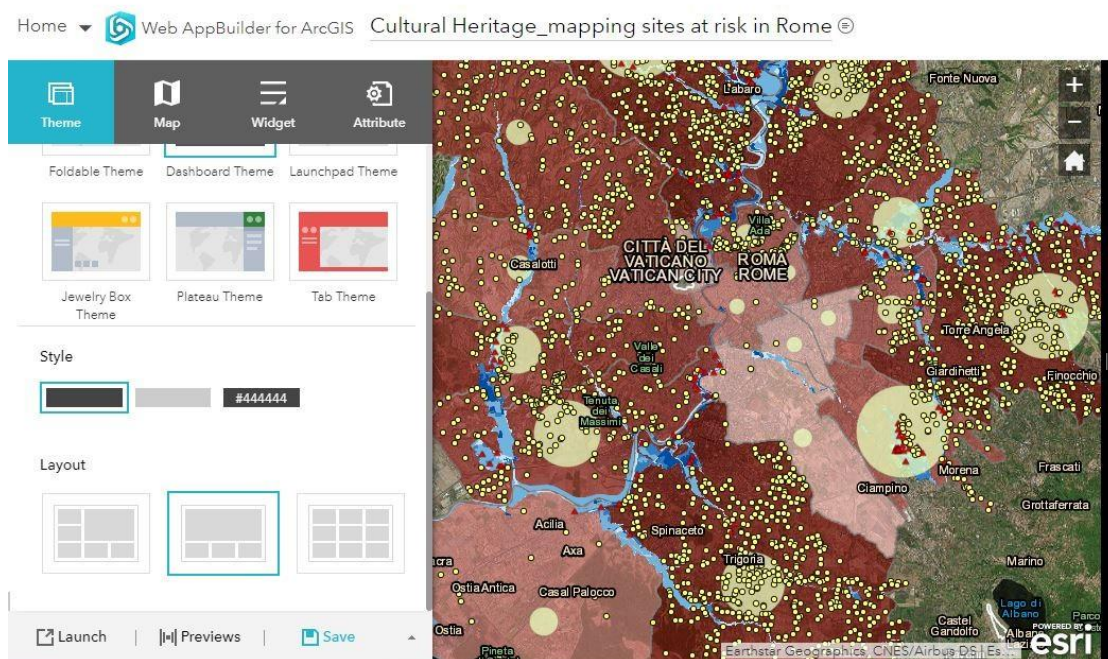 Home
Web AppBuilder for ArcGIS
Cultural Heritage_mapping sites at risk in Rome
Theme
Map
Widget
Attribute
Foldable Theme
Dashboard Theme
Launchpad Theme
Jewelry Box
Theme
Plateau Theme
Tab Theme
Style
#444444
Layout
Launch
Previews
Save
Fonte Nuova
Labaro
Villa
Ada
CITTÀ DEL
VATICANO
VATICAN CITY
ROMA
ROME
Casalotti
Torre Angela
Valle
dei
Casali
Giardinetti
Finocchio
Tenuta
dei
Massimi
Morena
Frascati
Ciampino
Grottaferrata
Acilia
Spinaceto
Axa
Trigoria
Marino
Ostia Antica
Casal Palocco
Lago di
Albano
Castel
Gandolfo
Ostia
Pineta
Earthstar Geographics, CNES/Airbus DS | Es...
POWERED BY
esri